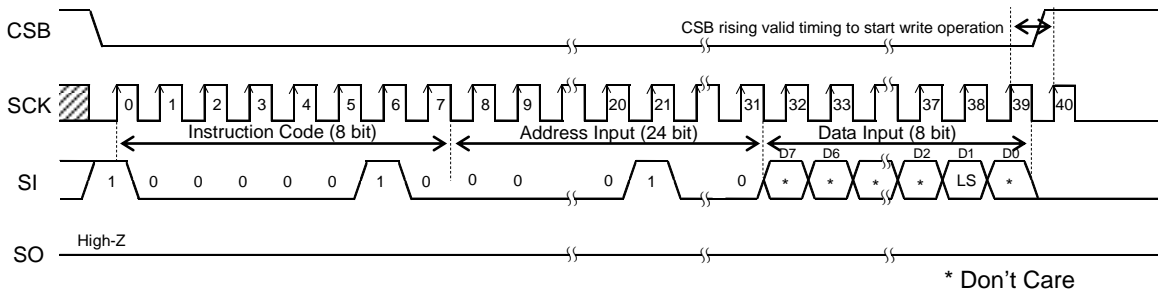 CSB
CSB rising valid timing to start write operation
SCK
0 1 2 3 4 5 6 7 8 9 20 21 31 32 33 37 38 39 40
Instruction Code (8 bit) Address Input (24 bit) Data Input (8 bit)
D7 D6 D2 D1 D0
SI
1 0 0 0 0 0 1 0 0 0 0 1 0 * * * * LS *
High-Z
SO
* Don't Care